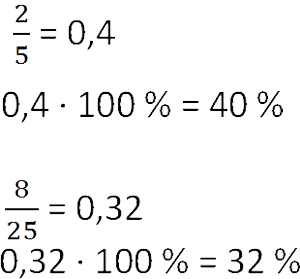 2/5 = 0,4
0,4 · 100 % = 40 %
8/25 = 0,32
0,32 · 100 % = 32 %